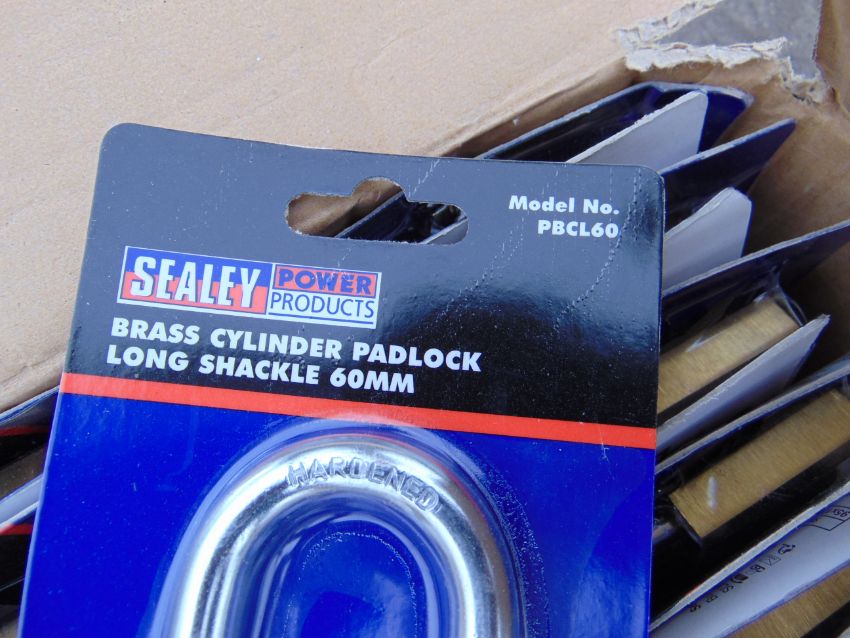 Model No.
PBCL60
SEALEY POWER
PRODUCTS
BRASS CYLINDER PADLOCK
LONG SHACKLE 60MM
HARDENED